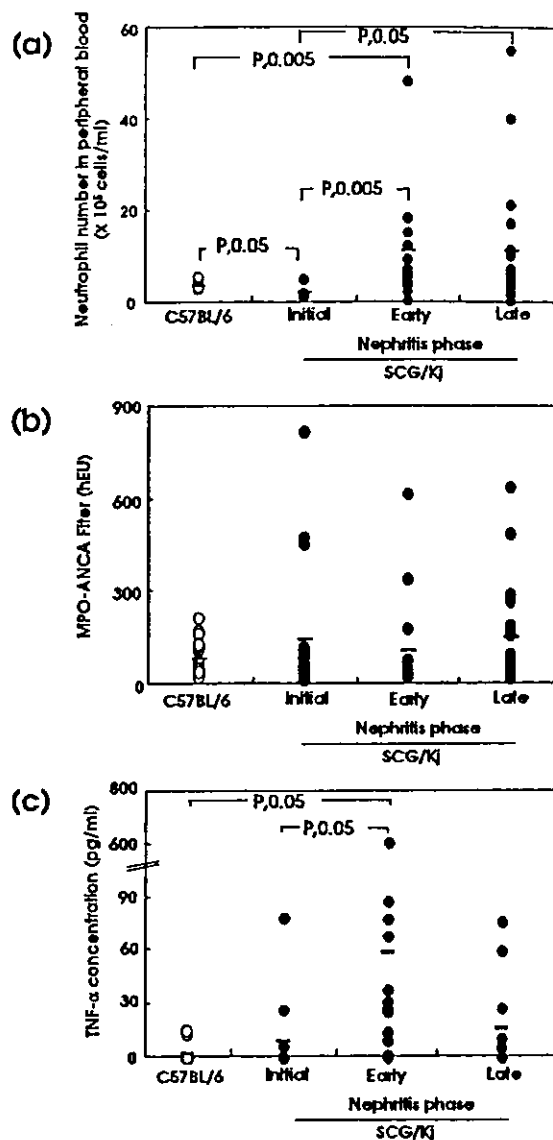 (a)
Neutrophil number in peripheral blood
(X 10⁵ cells/ml)
60
40
20
0
P,0.05
P,0.005
P,0.005
P,0.05
C57BL/6
Initial
Early
Late
Nephritis phase
SCG/Kj
(b)
MPO-ANCA Fiter (hEU)
900
600
300
0
C57BL/6
Initial
Early
Late
Nephritis phase
SCG/Kj
(c)
TNF-α concentration (pg/ml)
800
600
90
60
30
0
P,0.05
P,0.05
C57BL/6
Initial
Early
Late
Nephritis phase
SCG/Kj